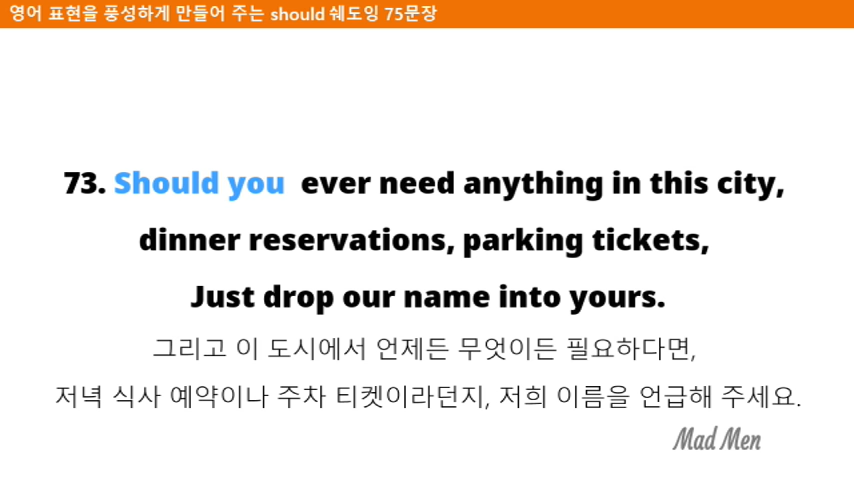 영어 표현을 풍성하게 만들어 주는 should 쉐도잉 75문장
73. Should you ever need anything in this city,
dinner reservations, parking tickets,
Just drop our name into yours.
그리고 이 도시에서 언제든 무엇이든 필요하다면,
저녁 식사 예약이나 주차 티켓이라던지, 저희 이름을 언급해 주세요.
Mad Men